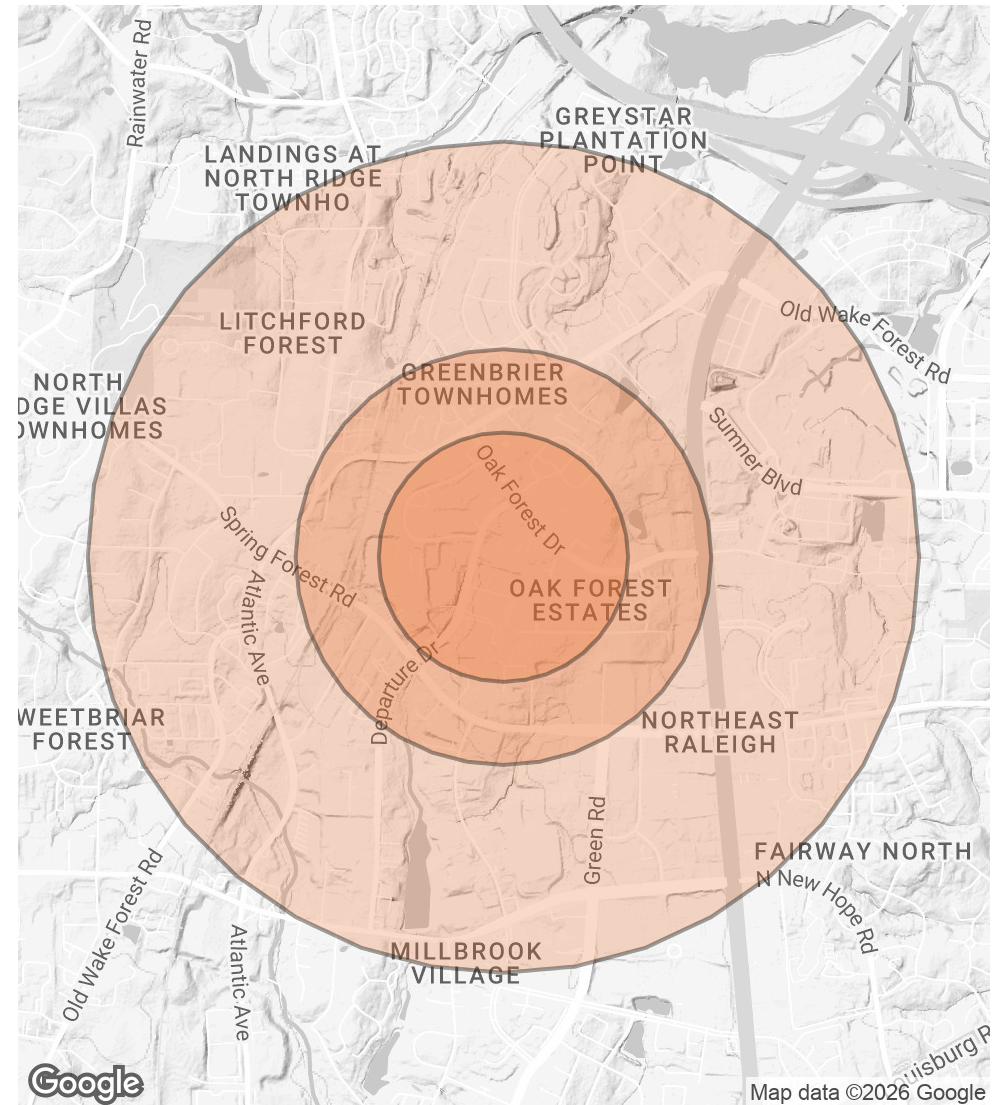 Rainwater Rd
GREYSTAR
PLANTATION
POINT
LANDINGS AT
NORTH RIDGE
TOWNHO
Old Wake Forest Rd
LITCHFORD
FOREST
GREENBRIER
TOWNHOMES
NORTH
DGE VILLAS
OWNHOMES
Sumner Blvd
Oak Forest Dr
Spring Forest Rd
Atlantic Ave
OAK FOREST
ESTATES
Departure Dr
WEETBRIAR
FOREST
NORTHEAST
RALEIGH
Green Rd
FAIRWAY NORTH
N New Hope Rd
Old Wake Forest Rd
Atlantic Ave
MILLBROOK
VILLAGE
ouisburg R
Google
Map data ©2026 Google